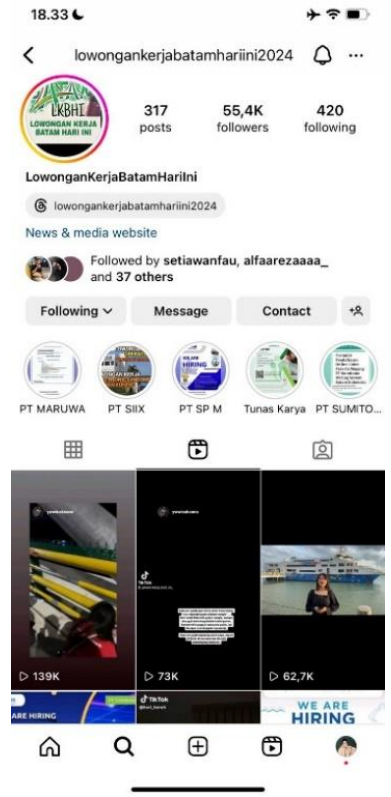 18.33
lowongankerjabatamhariini2024
LKBHI
LOWONGAN KERJA
BATAM HARI INI
317 55,4K 420
posts followers following
LowonganKerjaBatamHariIni
lowongankerjabatamhariini2024
News & media website
Followed by setiawanfau, alfaarezaaaa_
and 37 others
Following Message Contact
HIRING
PT MARUWA PT SIIX PT SP M Tunas Karya PT SUMITO...
TikTok
139K 73K 62,7K
ARE HIRING
TikTok
WE ARE
HIRING